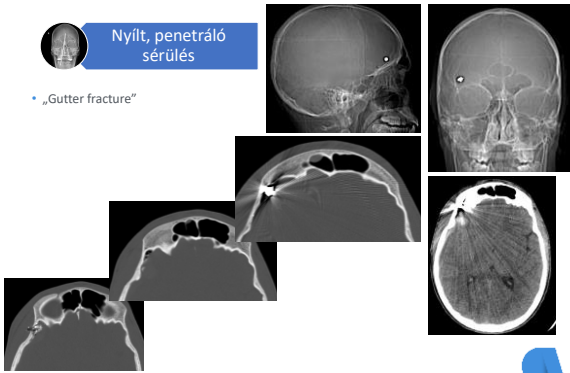 Nyílt, penetráló
sérülés
• „Gutter fracture”